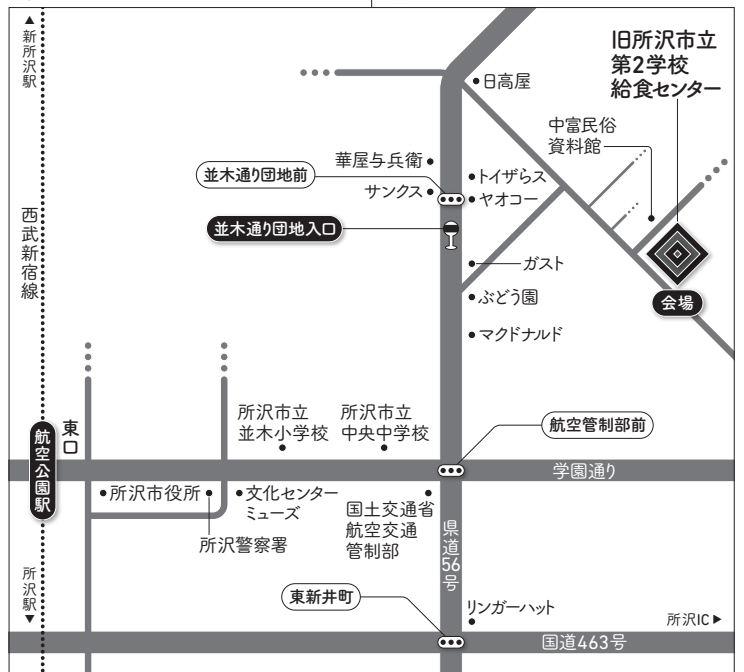 ▲
新所沢駅
日高屋
旧所沢市立
第2学校
給食センター
中富民俗
資料館
華屋与兵衛
並木通り団地前
トイザらス
サンクス
ヤオコー
西武新宿線
並木通り団地入口
ガスト
ぶどう園
会場
マクドナルド
東口
所沢市立
並木小学校
所沢市立
中央中学校
航空管制部前
航空公園駅
学園通り
所沢市役所
文化センター
ミューズ
国土交通省
航空交通
管制部
所沢警察署
県道56号
所沢駅
▼
東新井町
リンガーハット
所沢IC▶
国道463号